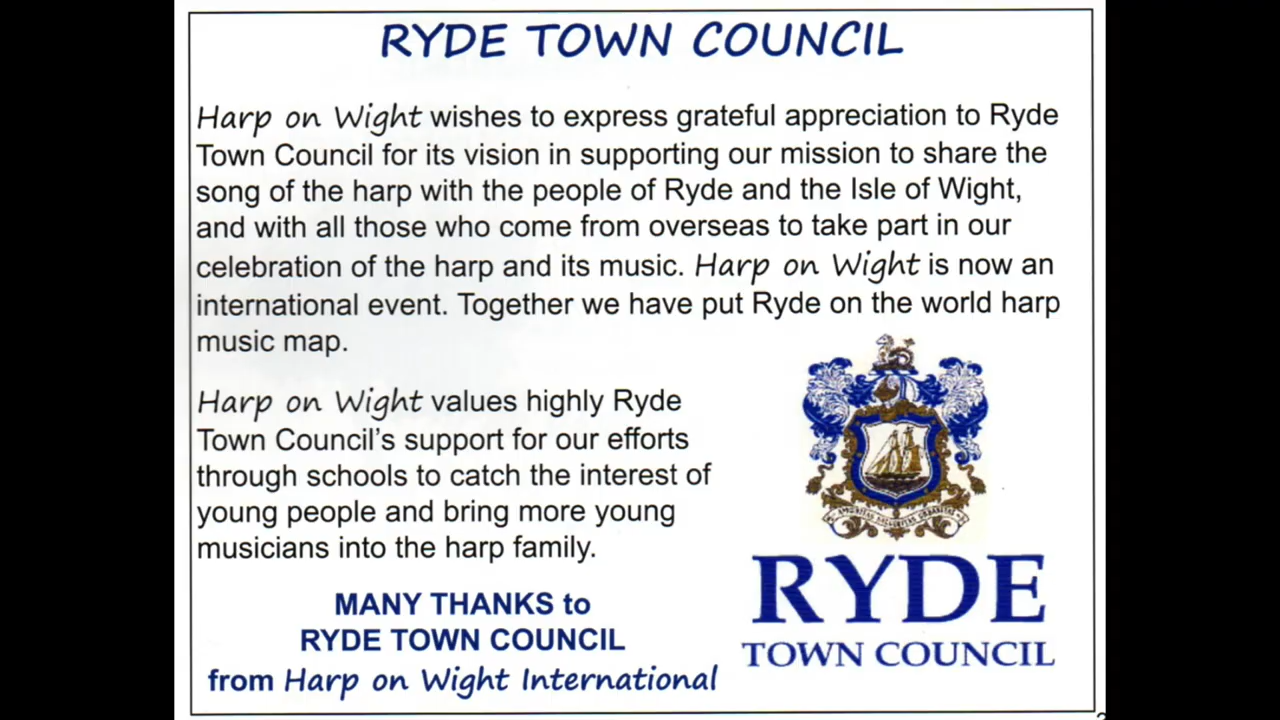 RYDE TOWN COUNCIL
Harp on Wight wishes to express grateful appreciation to Ryde
Town Council for its vision in supporting our mission to share the
song of the harp with the people of Ryde and the Isle of Wight,
and with all those who come from overseas to take part in our
celebration of the harp and its music. Harp on Wight is now an
international event. Together we have put Ryde on the world harp
music map.
Harp on Wight values highly Ryde
Town Council's support for our efforts
through schools to catch the interest of
young people and bring more young
musicians into the harp family.
MANY THANKS to
RYDE TOWN COUNCIL
from Harp on Wight International
RYDE
TOWN COUNCIL